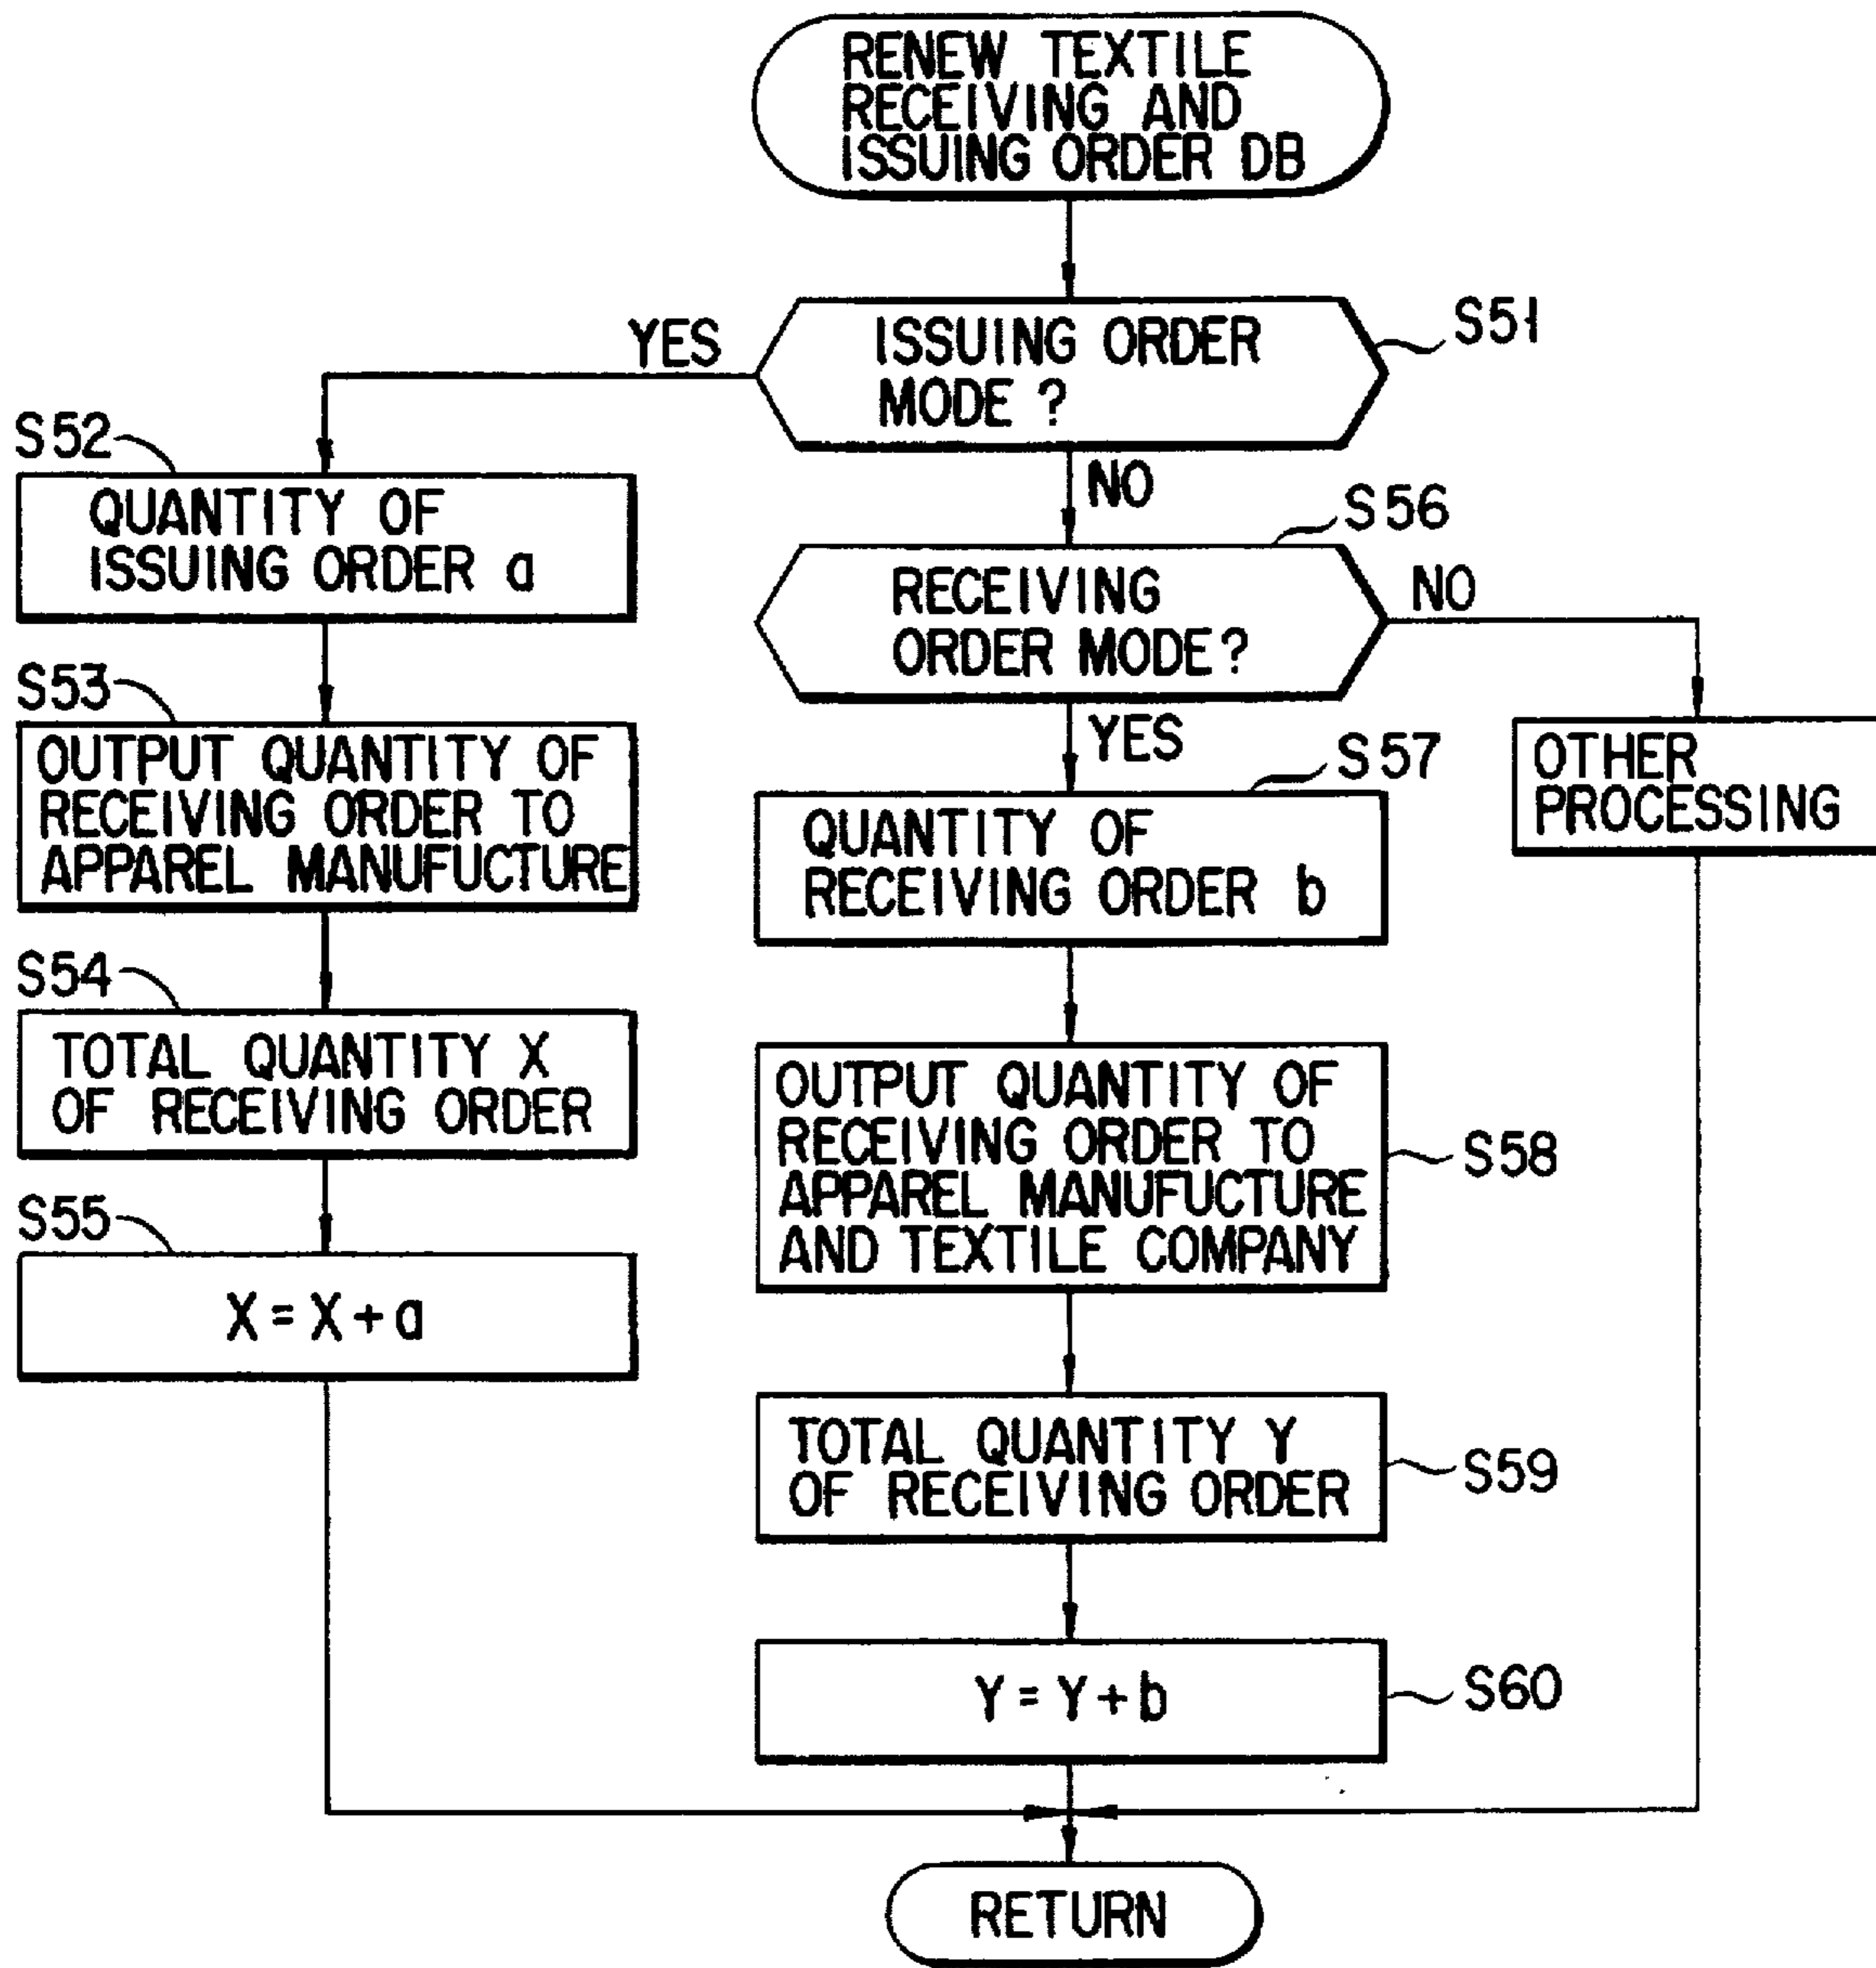 RENEW TEXTILE
RECEIVING AND
ISSUING ORDER DB
YES
ISSUING ORDER
MODE ?
S51
NO
S52
QUANTITY OF
ISSUING ORDER a
S56
RECEIVING
ORDER MODE?
NO
YES
S53
OUTPUT QUANTITY OF
RECEIVING ORDER TO
APPAREL MANUFUCTURE
S57
QUANTITY OF
RECEIVING ORDER b
OTHER
PROCESSING
S54
TOTAL QUANTITY X
OF RECEIVING ORDER
OUTPUT QUANTITY OF
RECEIVING ORDER TO
APPAREL MANUFUCTURE
AND TEXTILE COMPANY
S58
S55
X = X + a
TOTAL QUANTITY Y
OF RECEIVING ORDER
S59
Y = Y + b
S60
RETURN